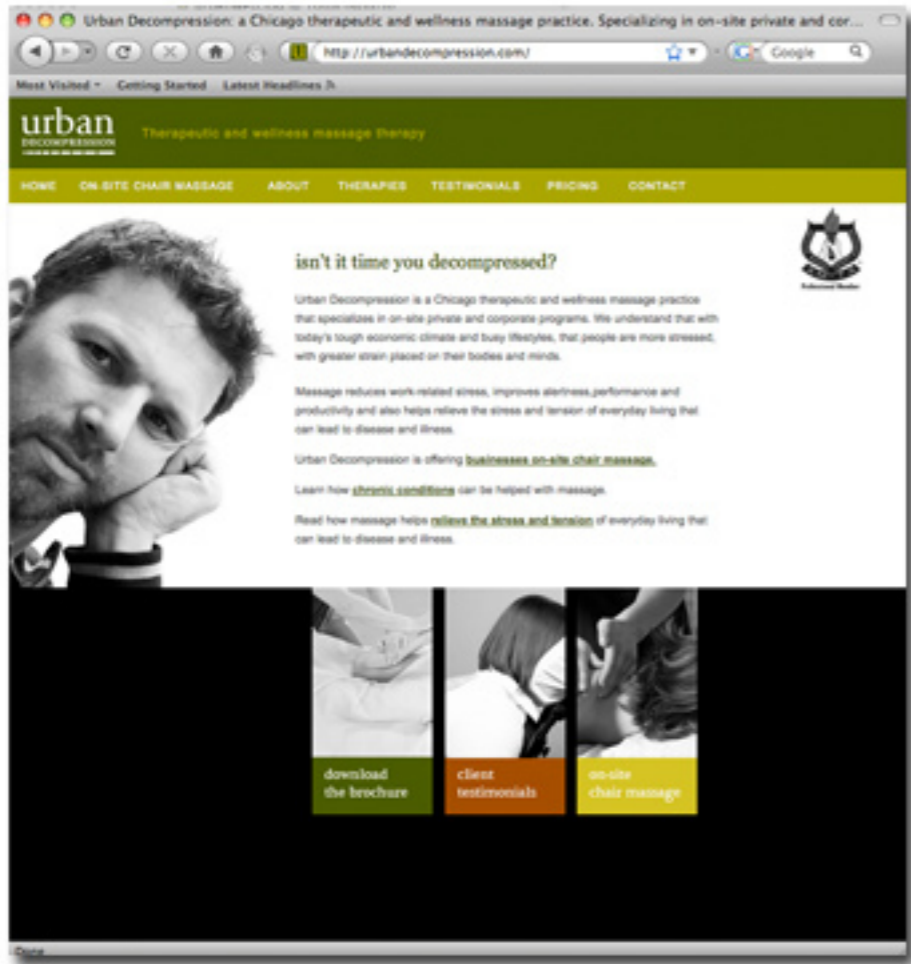 Urban Decompression: a Chicago therapeutic and wellness massage practice. Specializing in on-site private and cor...
http://urbandecompression.com/
Google
Most Visited Getting Started Latest Headlines
urban
DECOMPRESSION
Therapeutic and wellness massage therapy
HOME ON-SITE CHAIR MASSAGE ABOUT THERAPIES TESTIMONIALS PRICING CONTACT
isn't it time you decompressed?
Professional Member
Urban Decompression is a Chicago therapeutic and wellness massage practice
that specializes in on-site private and corporate programs. We understand that with
today's tough economic climate and busy lifestyles, that people are more stressed,
with greater strain placed on their bodies and minds.
Massage reduces work-related stress, improves alertness,performance and
productivity and also helps relieve the stress and tension of everyday living that
can lead to disease and illness.
Urban Decompression is offering businesses on-site chair massage.
Learn how chronic conditions can be helped with massage.
Read how massage helps relieve the stress and tension of everyday living that
can lead to disease and illness.
download
the brochure
client
testimonials
on-site
chair massage
Done